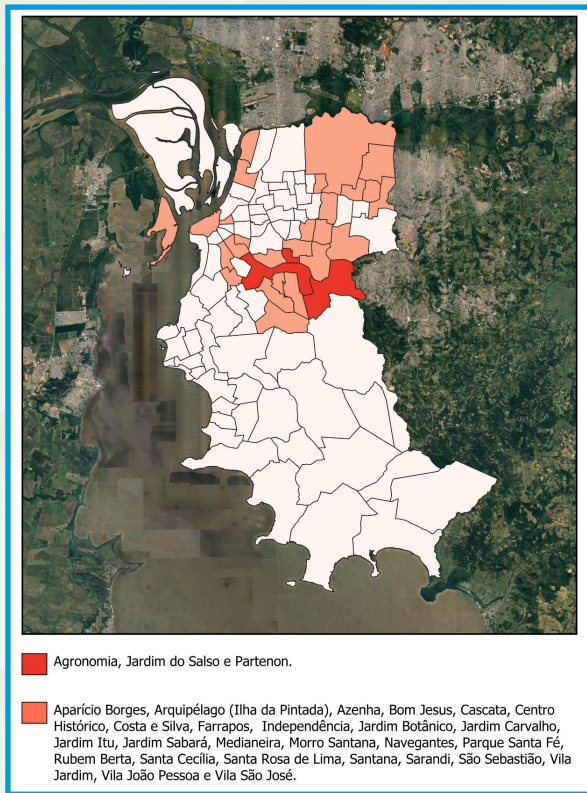 Agronomia, Jardim do Salso e Partenon.
Aparício Borges, Arquipélago (Ilha da Pintada), Azenha, Bom Jesus, Cascata, Centro
Histórico, Costa e Silva, Farrapos, Independência, Jardim Botânico, Jardim Carvalho,
Jardim Itu, Jardim Sabará, Medianeira, Morro Santana, Navegantes, Parque Santa Fé,
Rubem Berta, Santa Cecília, Santa Rosa de Lima, Santana, Sarandi, São Sebastião, Vila
Jardim, Vila João Pessoa e Vila São José.